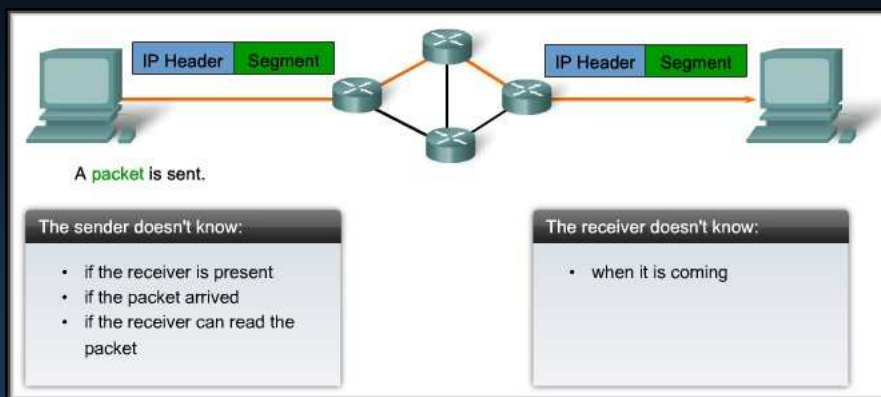 IP Header Segment
IP Header Segment
A packet is sent.
The sender doesn't know:
• if the receiver is present
• if the packet arrived
• if the receiver can read the
packet
The receiver doesn't know:
• when it is coming